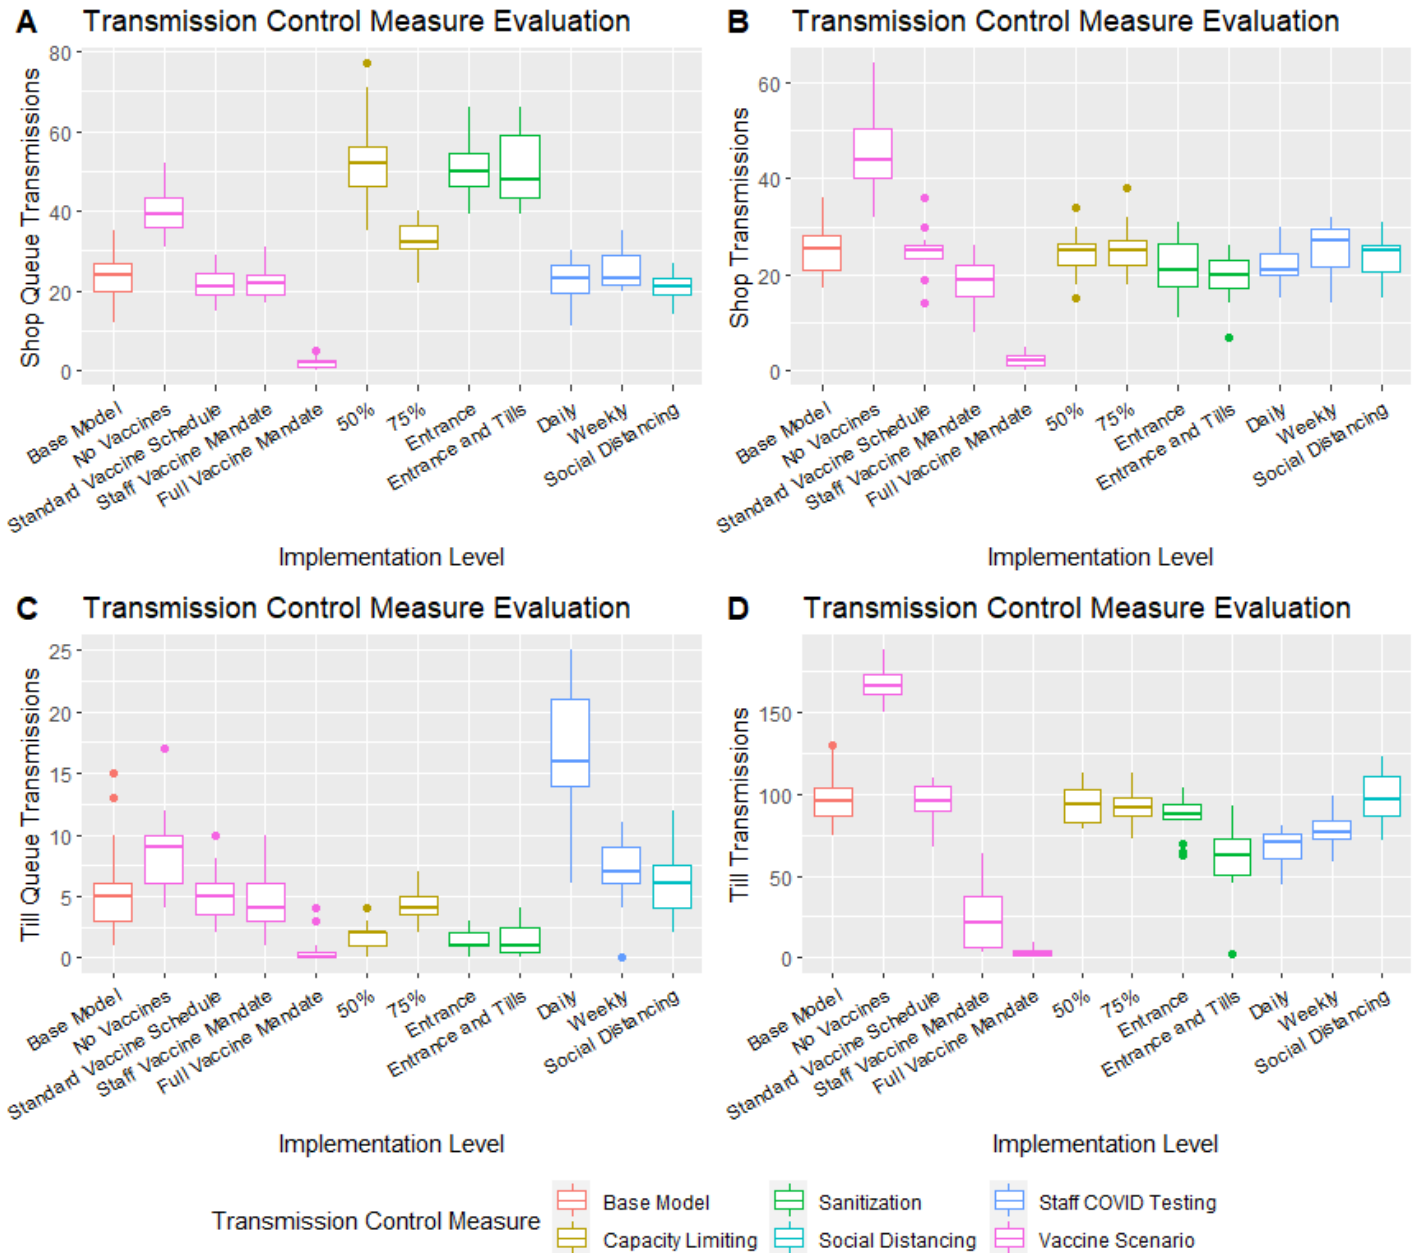 A Transmission Control Measure Evaluation
Shop Queue Transmissions
80
60
40
20
0
Base Model
No Vaccines
Standard Vaccine Schedule
Staff Vaccine Mandate
Full Vaccine Mandate
50%
75%
Entrance
Entrance and Tills
Daily
Weekly
Social Distancing
Implementation Level
B Transmission Control Measure Evaluation
Shop Transmissions
60
40
20
0
Base Model
No Vaccines
Standard Vaccine Schedule
Staff Vaccine Mandate
Full Vaccine Mandate
50%
75%
Entrance
Entrance and Tills
Daily
Weekly
Social Distancing
Implementation Level
C Transmission Control Measure Evaluation
Till Queue Transmissions
25
20
15
10
5
0
Base Model
No Vaccines
Standard Vaccine Schedule
Staff Vaccine Mandate
Full Vaccine Mandate
50%
75%
Entrance
Entrance and Tills
Daily
Weekly
Social Distancing
Implementation Level
D Transmission Control Measure Evaluation
Till Transmissions
150
100
50
0
Base Model
No Vaccines
Standard Vaccine Schedule
Staff Vaccine Mandate
Full Vaccine Mandate
50%
75%
Entrance
Entrance and Tills
Daily
Weekly
Social Distancing
Implementation Level
Transmission Control Measure
Base Model
Sanitization
Staff COVID Testing
Capacity Limiting
Social Distancing
Vaccine Scenario